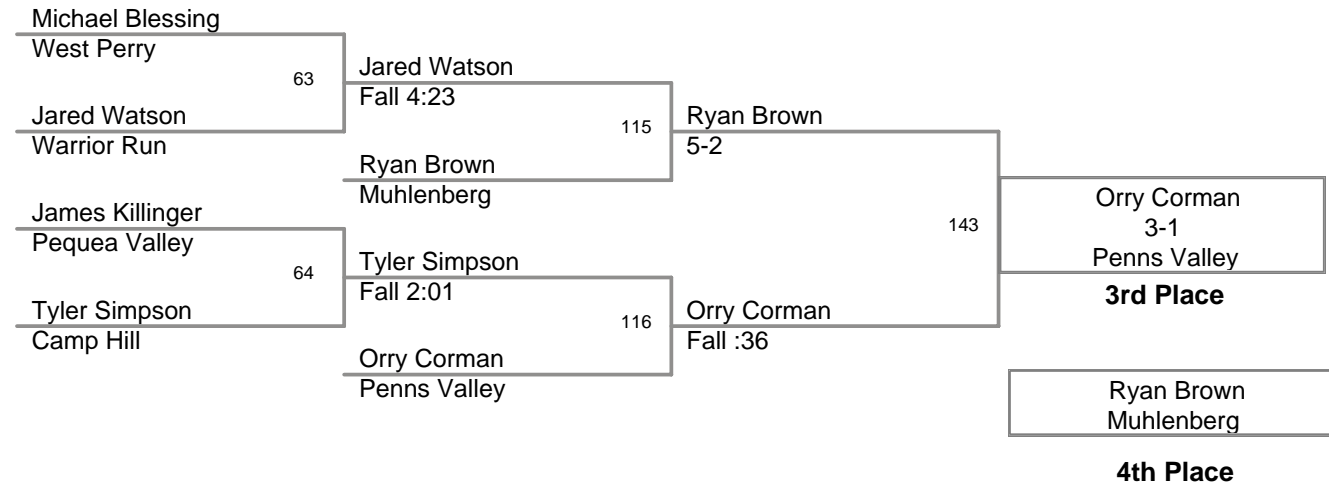 Michael Blessing
West Perry
63
Jared Watson
Warrior Run
Jared Watson
Fall 4:23
115
Ryan Brown
Muhlenberg
Ryan Brown
5-2
James Killinger
Pequea Valley
64
Tyler Simpson
Camp Hill
Tyler Simpson
Fall 2:01
116
Orry Corman
Penns Valley
Orry Corman
Fall :36
143
Orry Corman
3-1
Penns Valley
3rd Place
Ryan Brown
Muhlenberg
4th Place